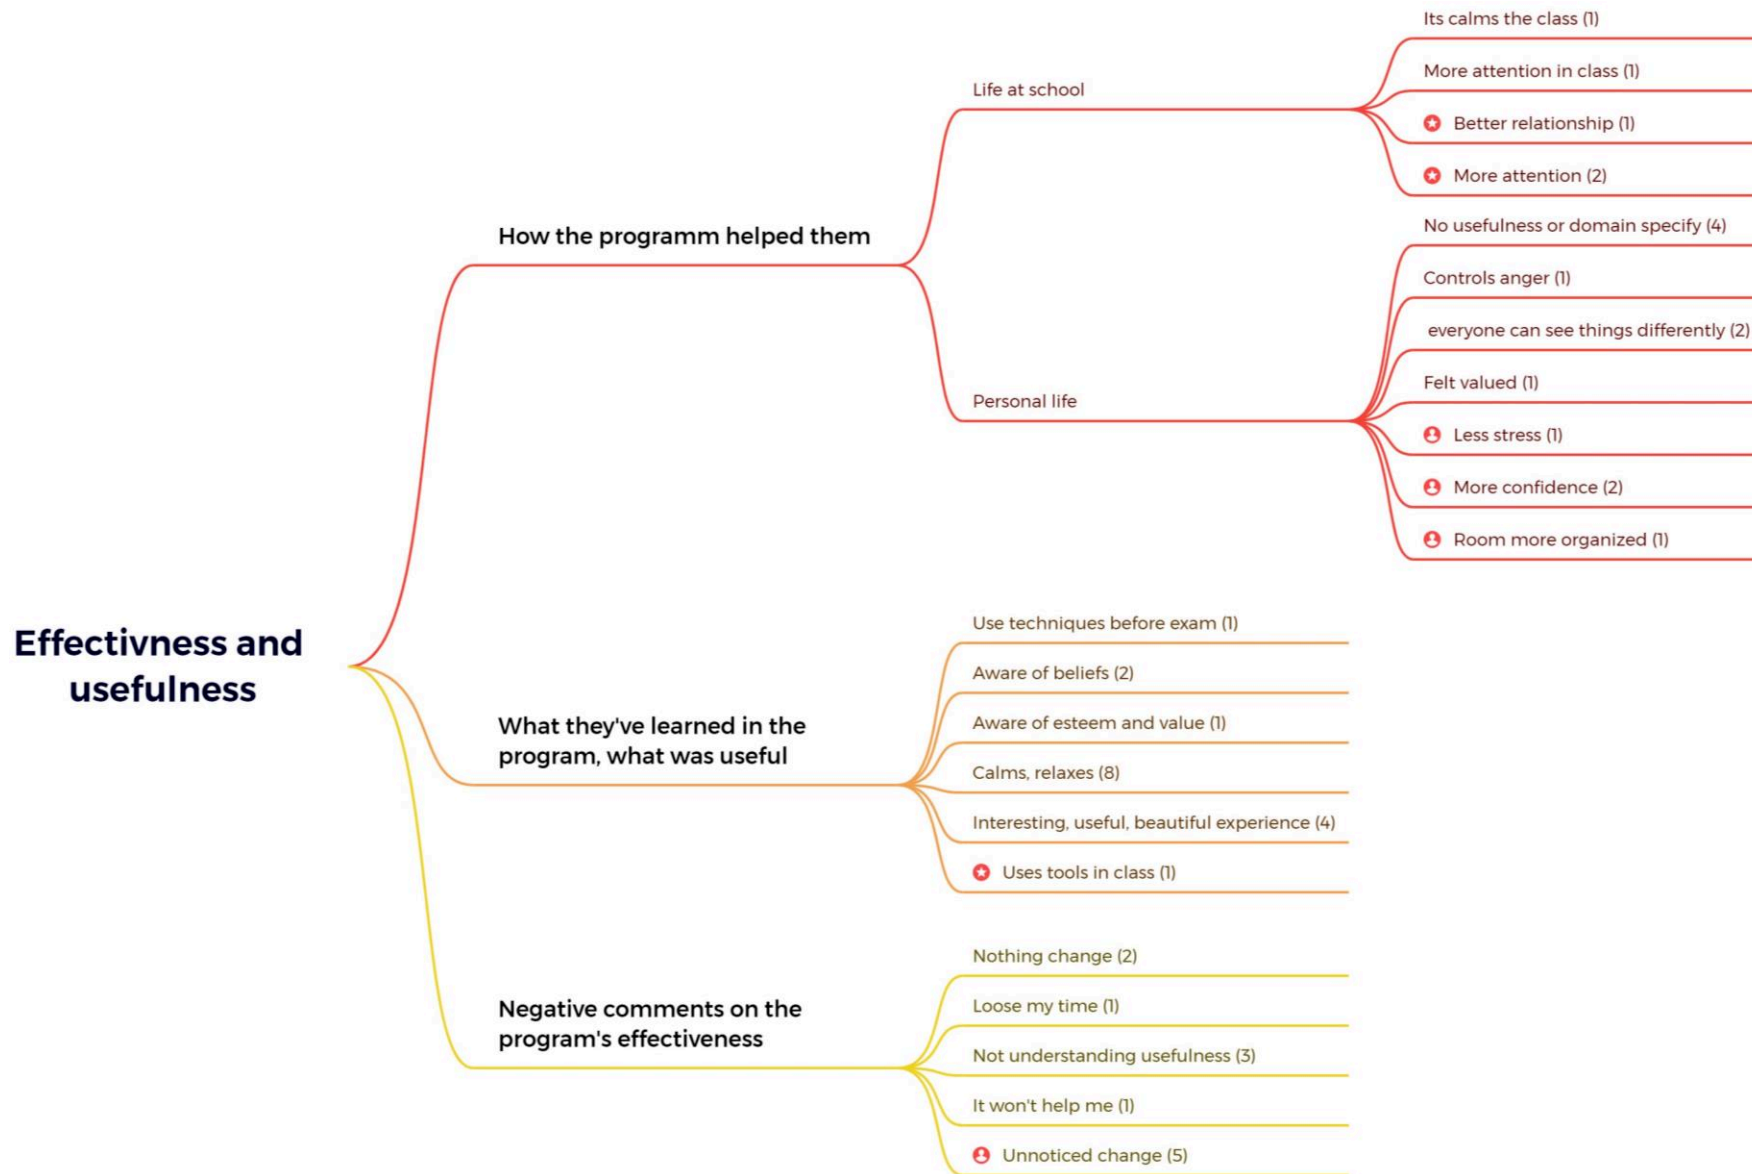 Effectivness and
usefulness
How the programm helped them
Life at school
Its calms the class (1)
More attention in class (1)
Better relationship (1)
More attention (2)
Personal life
No usefulness or domain specify (4)
Controls anger (1)
everyone can see things differently (2)
Felt valued (1)
Less stress (1)
More confidence (2)
Room more organized (1)
What they've learned in the
program, what was useful
Use techniques before exam (1)
Aware of beliefs (2)
Aware of esteem and value (1)
Calms, relaxes (8)
Interesting, useful, beautiful experience (4)
Uses tools in class (1)
Negative comments on the
program's effectiveness
Nothing change (2)
Loose my time (1)
Not understanding usefulness (3)
It won't help me (1)
Unnoticed change (5)